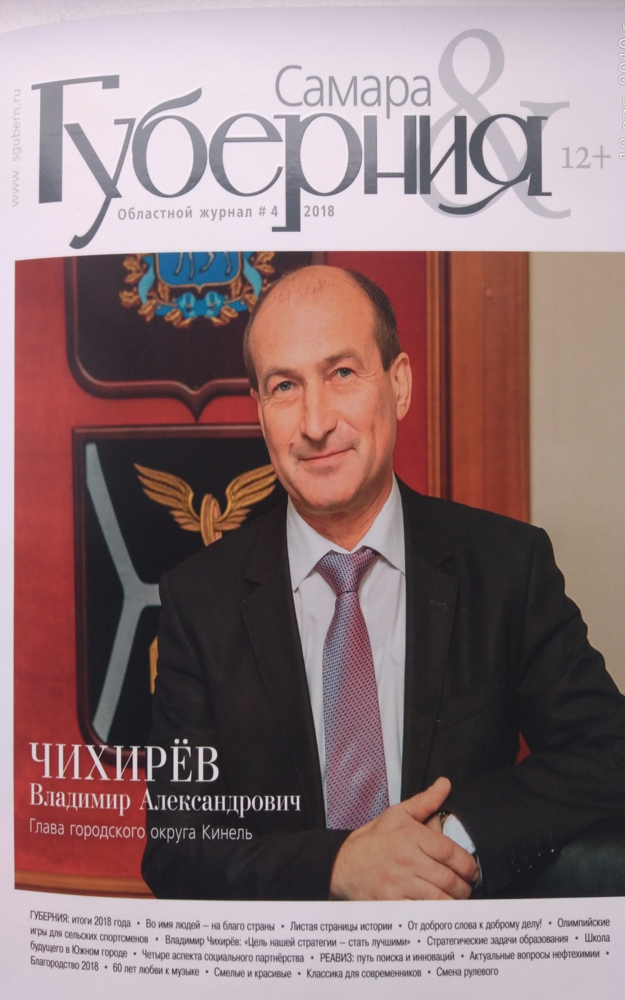 Самара &
Губерния
12+
www.sgubern.ru
Областной журнал # 4 2018
ЧИХИРЁВ
Владимир Александрович
Глава городского округа Кинель
ГУБЕРНИЯ: итоги 2018 года • Во имя людей – на благо страны • Листая страницы истории • От доброго слова к доброму делу! • Олимпийские
игры для сельских спортсменов • Владимир Чихирёв: «Цель нашей стратегии – стать лучшими» • Стратегические задачи образования • Школа
будущего в Южном городе • Четыре аспекта социального партнёрства • РЕАВИЗ: путь поиска и инноваций • Актуальные вопросы нефтехимии •
Благородство 2018 • 60 лет любви к музыке • Смелые и красивые • Классика для современников • Смена рулевого